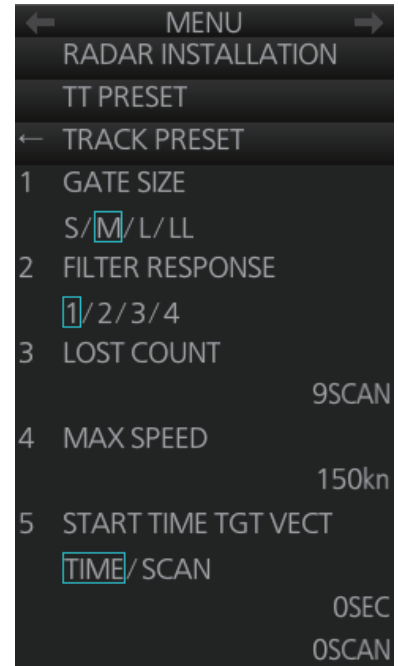 ← MENU →
RADAR INSTALLATION
TT PRESET
← TRACK PRESET
1 GATE SIZE
S/M/L/LL
2 FILTER RESPONSE
1/2/3/4
3 LOST COUNT
9SCAN
4 MAX SPEED
150kn
5 START TIME TGT VECT
TIME/SCAN
0SEC
0SCAN